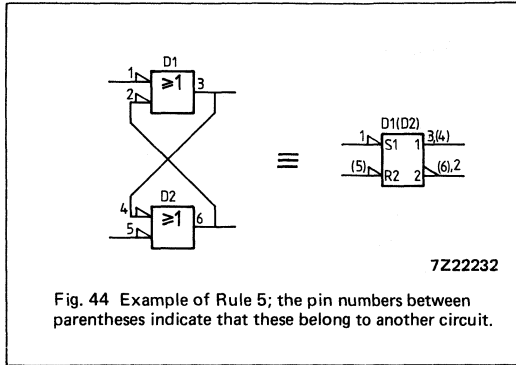 D1
1
≥1
3
2
D2
4
≥1
6
5
≡
D1(D2)
1 S1 1 3,(4)
(5) R2 2 (6),2
7Z22232
Fig. 44 Example of Rule 5; the pin numbers between
parentheses indicate that these belong to another circuit.